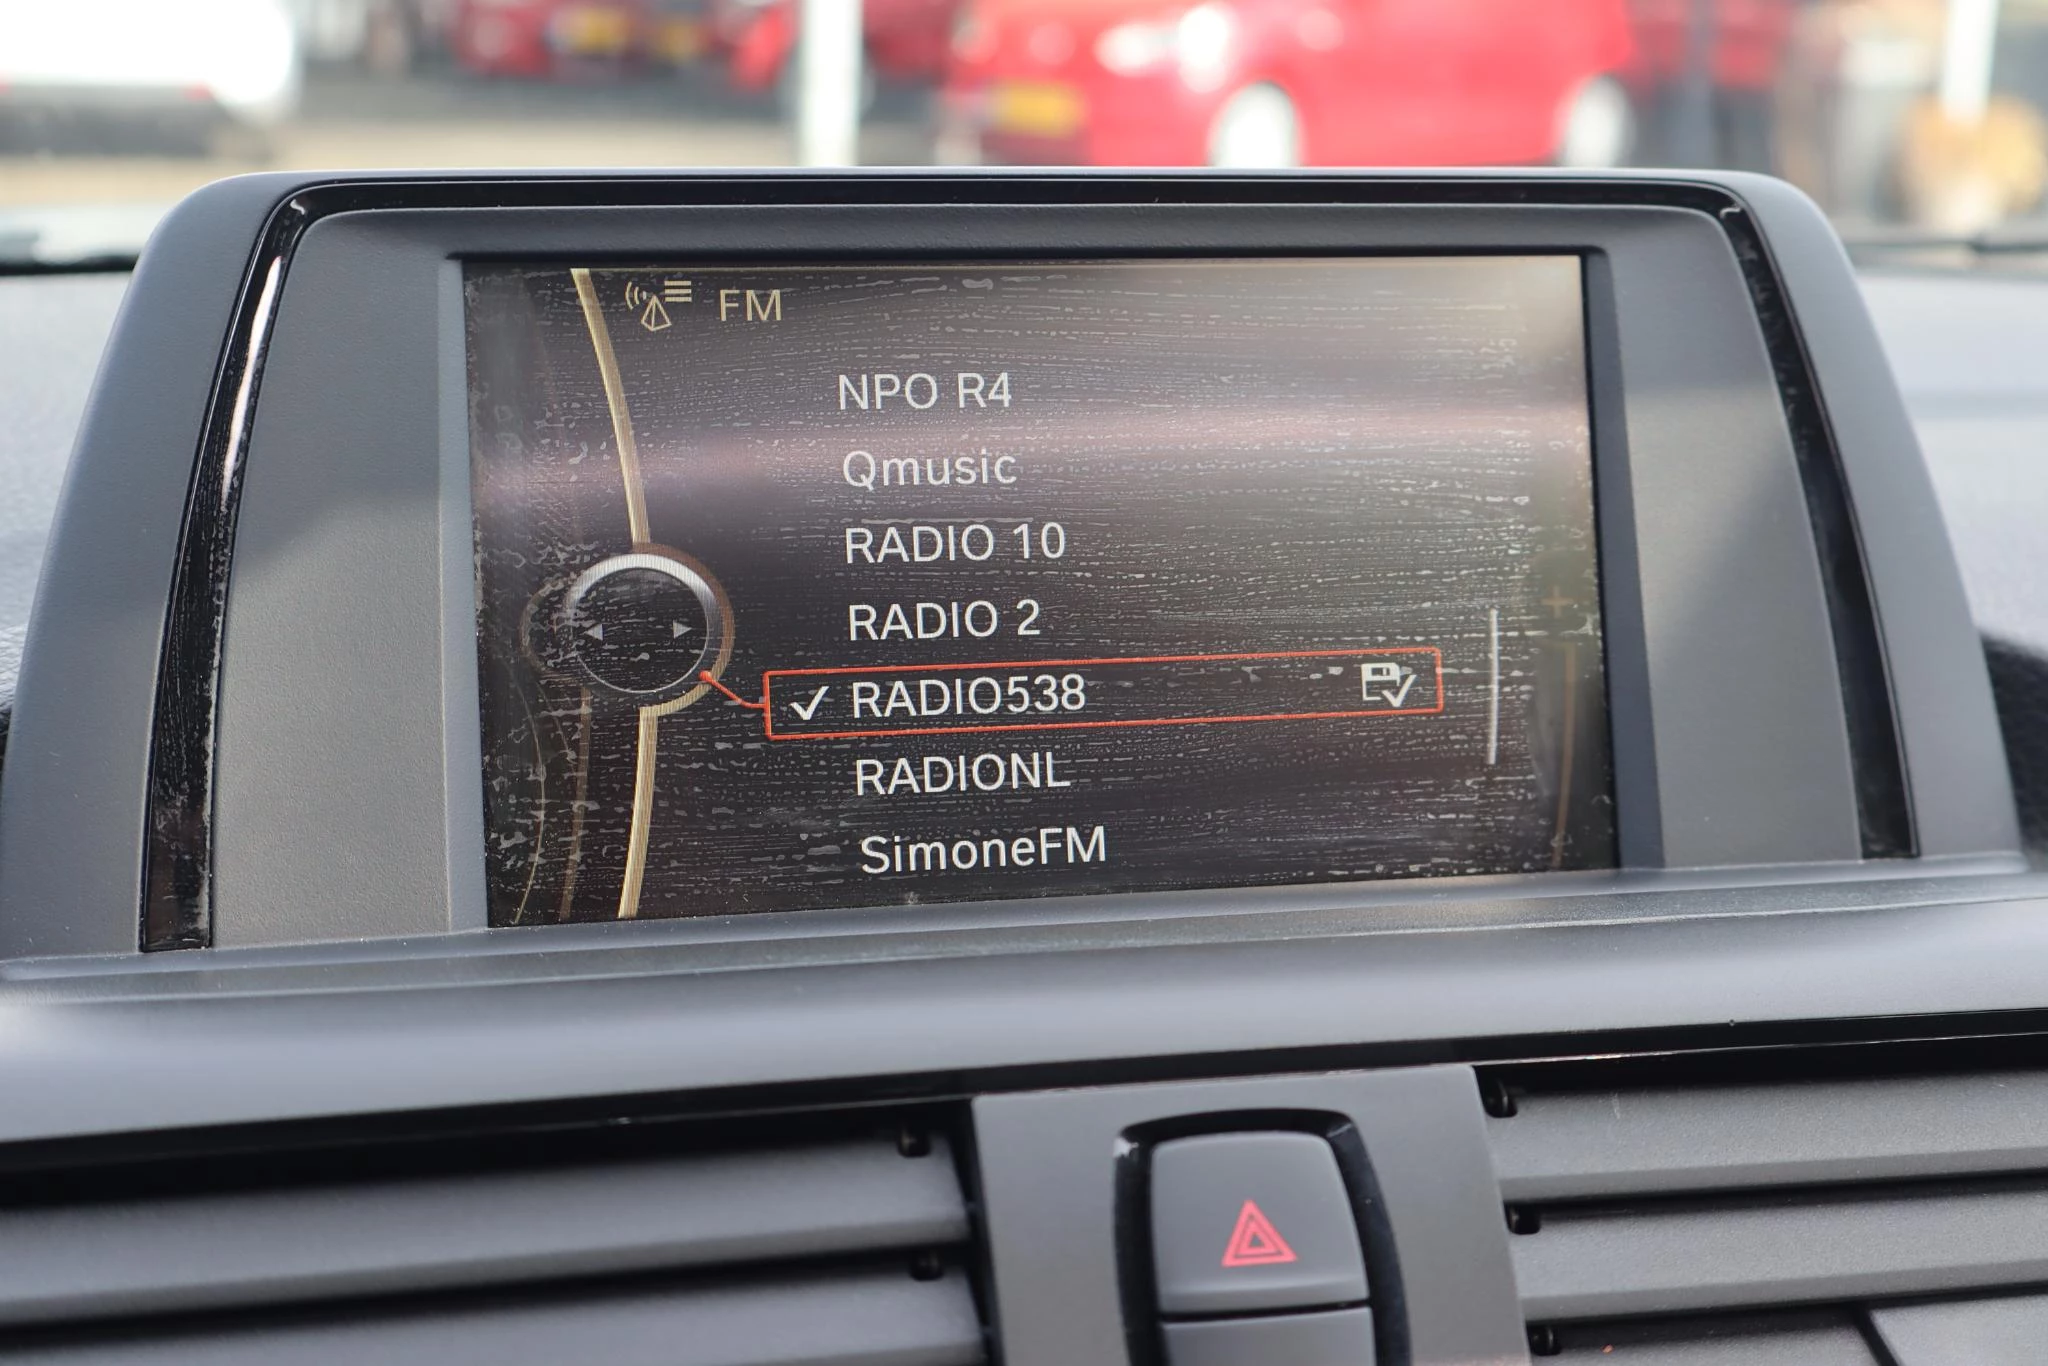 FM
NPO R4
Qmusic
RADIO 10
RADIO 2
RADIO538
RADIONL
SimoneFM